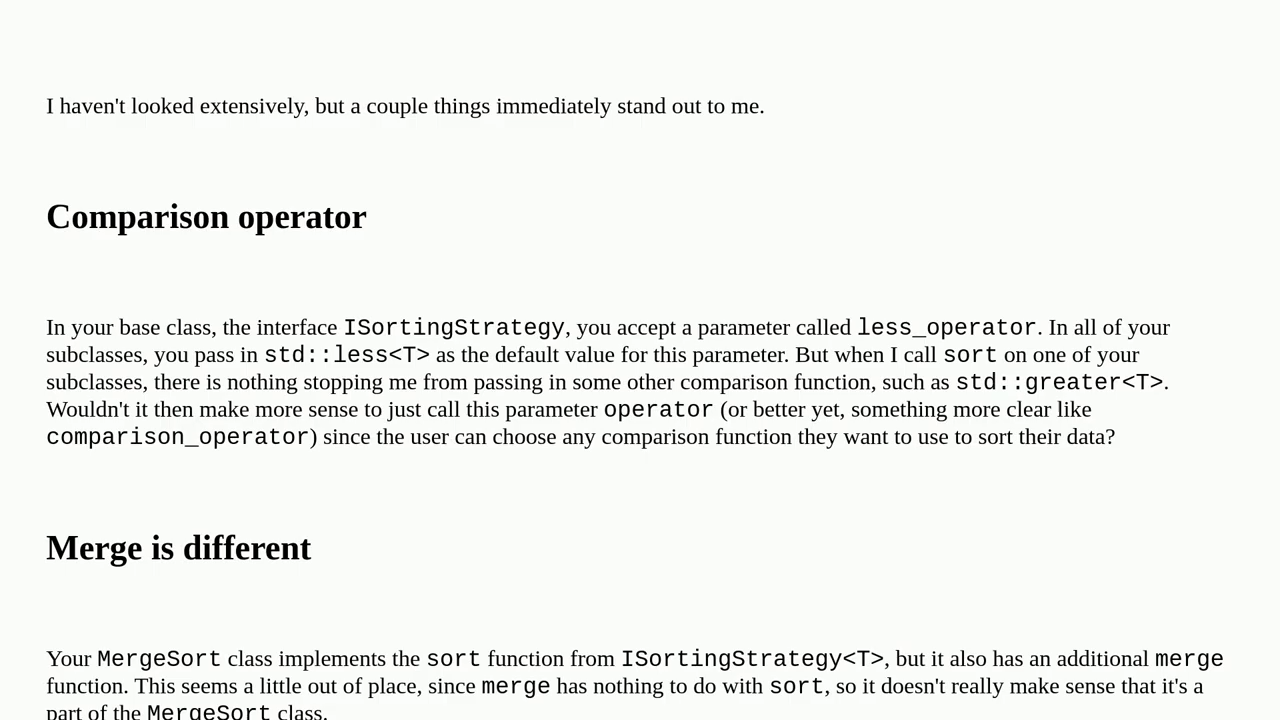 I haven't looked extensively, but a couple things immediately stand out to me.
Comparison operator
In your base class, the interface ISortingStrategy, you accept a parameter called less_operator. In all of your
subclasses, you pass in std::less<T> as the default value for this parameter. But when I call sort on one of your
subclasses, there is nothing stopping me from passing in some other comparison function, such as std::greater<T>.
Wouldn't it then make more sense to just call this parameter operator (or better yet, something more clear like
comparison_operator) since the user can choose any comparison function they want to use to sort their data?
Merge is different
Your MergeSort class implements the sort function from ISortingStrategy<T>, but it also has an additional merge
function. This seems a little out of place, since merge has nothing to do with sort, so it doesn't really make sense that it's a
part of the MergeSort class.